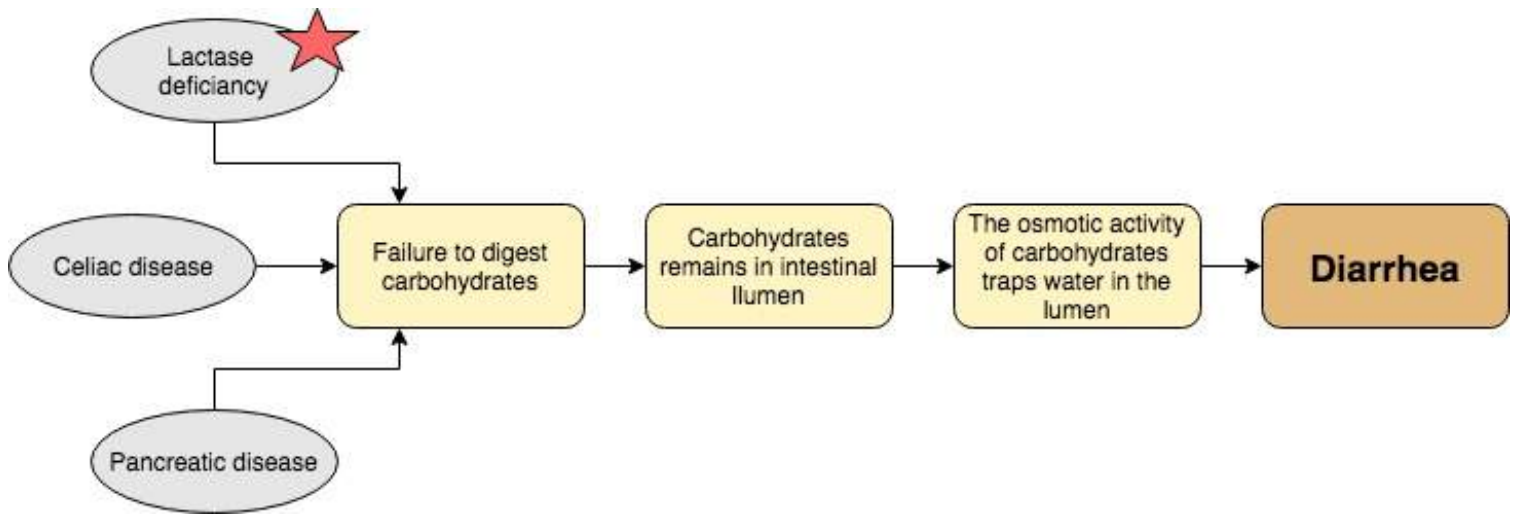 Lactase
deficiancy
Celiac disease
Pancreatic disease
Failure to digest
carbohydrates
Carbohydrates
remains in intestinal
llumen
The osmotic activity
of carbohydrates
traps water in the
lumen
Diarrhea